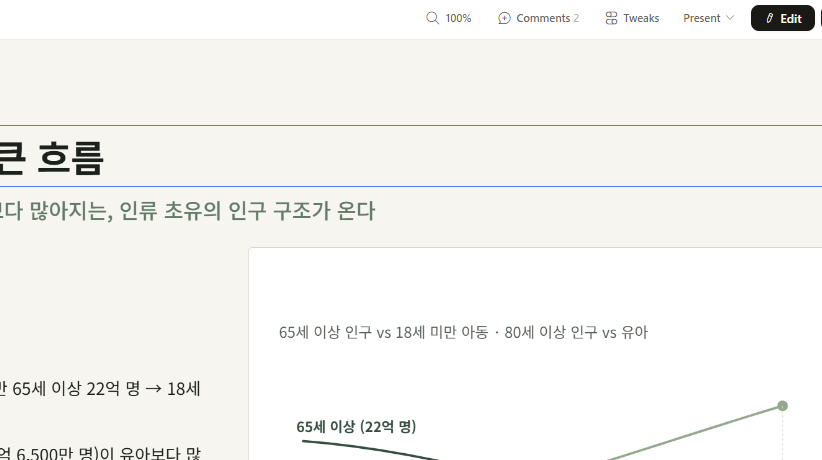 100% Comments 2 Tweaks Present Edit
큰 흐름
많아지는, 인류 초유의 인구 구조가 온다
65세 이상 인구 vs 18세 미만 아동 · 80세 이상 인구 vs 유아
65세 이상 22억 명 → 18세
65세 이상 (22억 명)
6,500만 명)이 유아보다 많